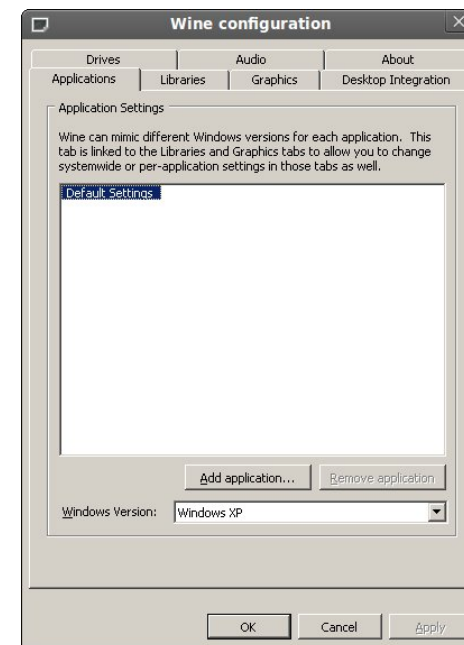 Wine configuration
Drives
Audio
About
Applications
Libraries
Graphics
Desktop Integration
Application Settings
Wine can mimic different Windows versions for each application. This
tab is linked to the Libraries and Graphics tabs to allow you to change
systemwide or per-application settings in those tabs as well.
Default Settings
Add application...
Remove application
Windows Version:
Windows XP
OK
Cancel
Apply